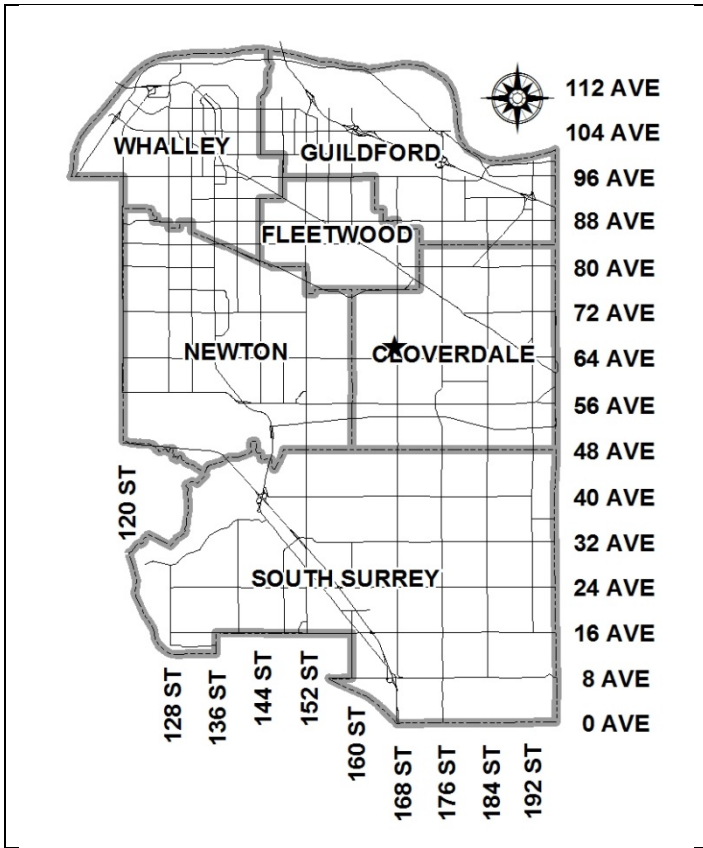 112 AVE
104 AVE
WHALLEY
GUILDFORD
96 AVE
88 AVE
FLEETWOOD
80 AVE
72 AVE
NEWTON
CLOVERDALE
64 AVE
56 AVE
48 AVE
120 ST
40 AVE
32 AVE
SOUTH SURREY
24 AVE
16 AVE
128 ST
136 ST
144 ST
152 ST
160 ST
8 AVE
0 AVE
168 ST
176 ST
184 ST
192 ST